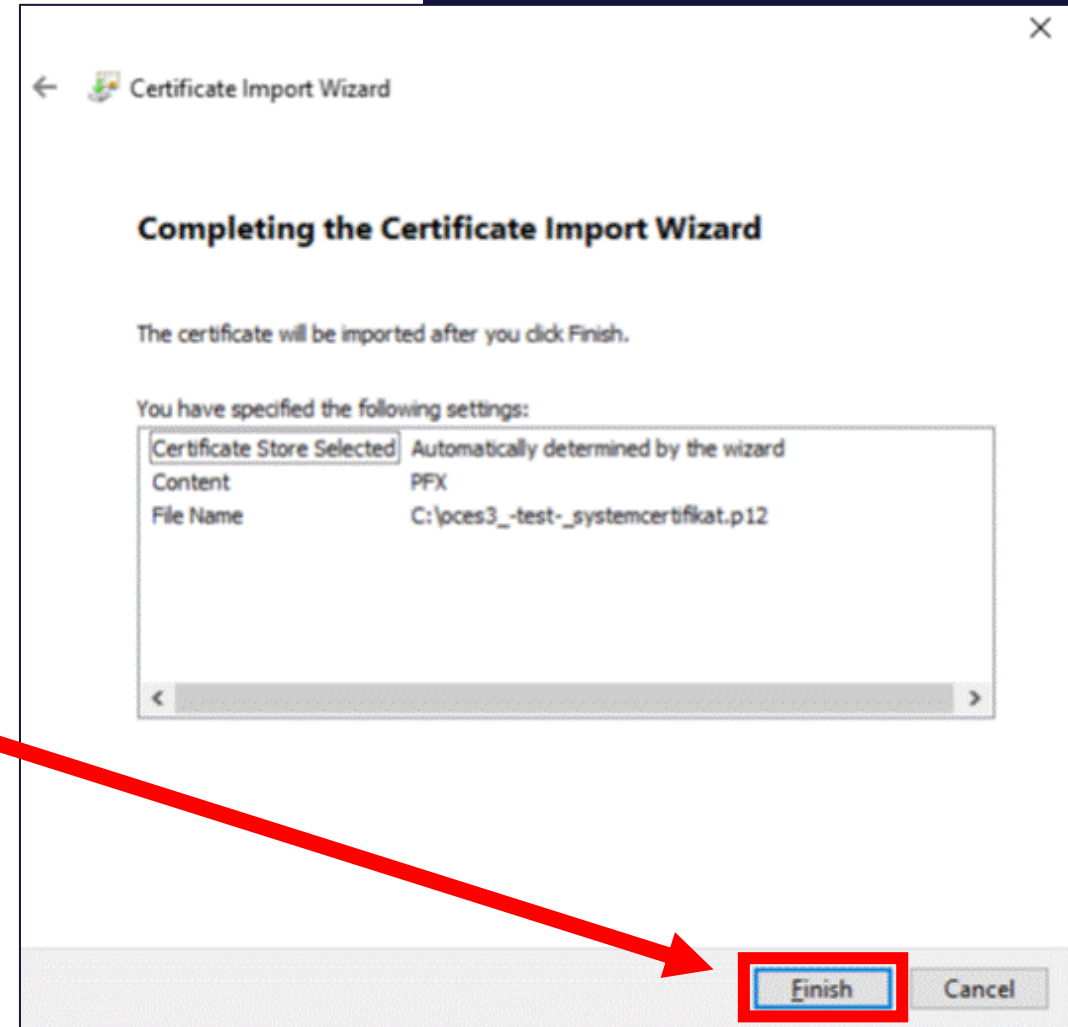 Certificate Import Wizard
Completing the Certificate Import Wizard
The certificate will be imported after you click Finish.
You have specified the following settings:
Certificate Store Selected Automatically determined by the wizard
Content PFX
File Name C:\oces3_-test-_systemcertifikat.p12
Finish Cancel